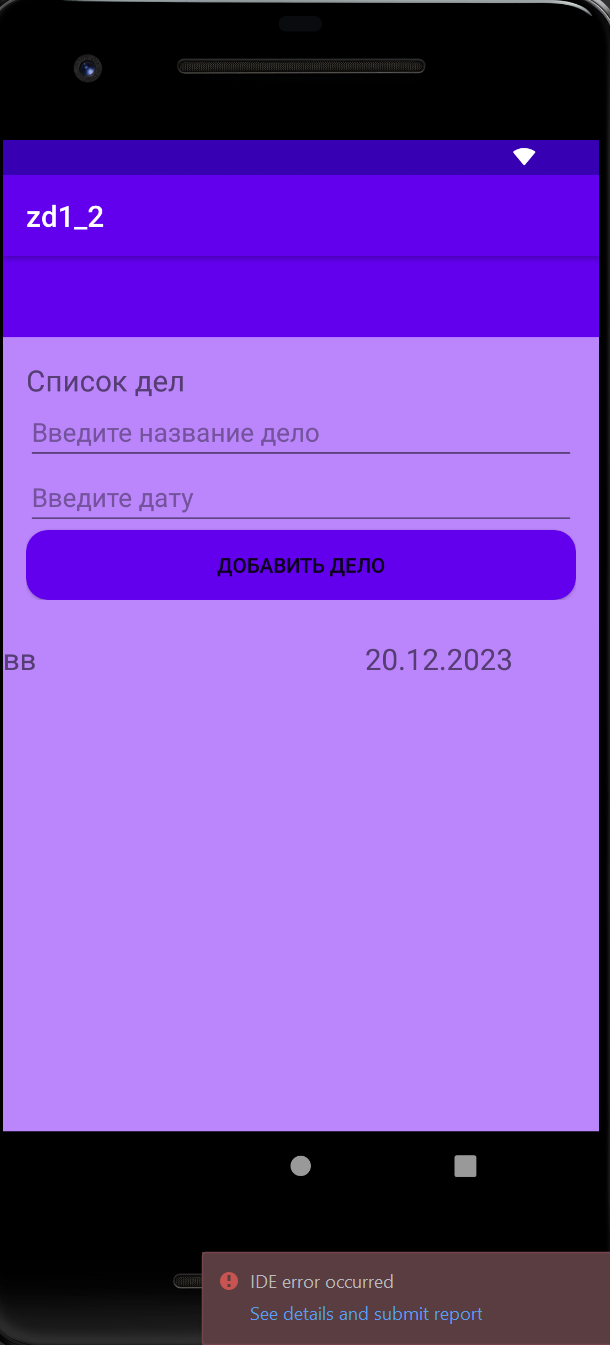 zd1_2
Список дел
Введите название дело
Введите дату
ДОБАВИТЬ ДЕЛО
вв 20.12.2023
IDE error occurred
See details and submit report